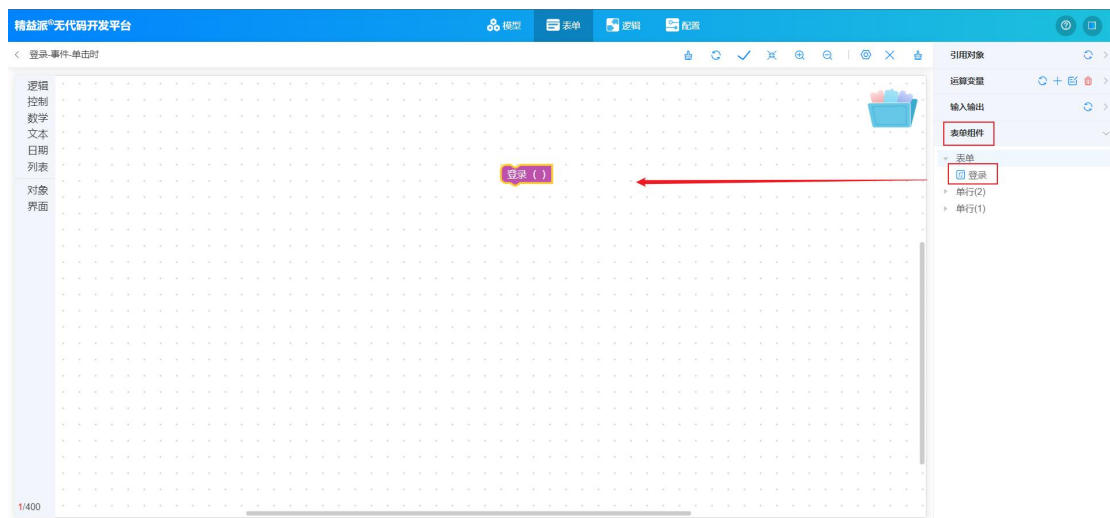 精益派®无代码开发平台
模型
表单
逻辑
配置
登录-事件-单击时
引用对象
运算变量
输入输出
表单组件
表单
登录
单行(2)
单行(1)
逻辑
控制
数学
文本
日期
列表
对象
界面
登录 ( )
1/400